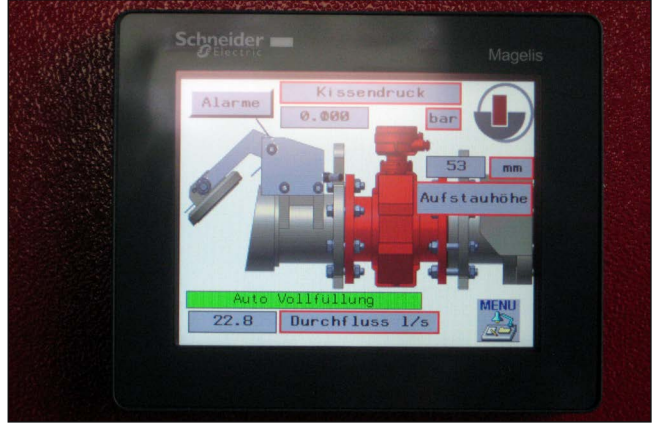 Schneider
Electric
Magelis
Kissendruck
Alarme
0.000
bar
53
mm
Aufstauhöhe
Auto Vollfüllung
MENU
22.8
Durchfluss l/s